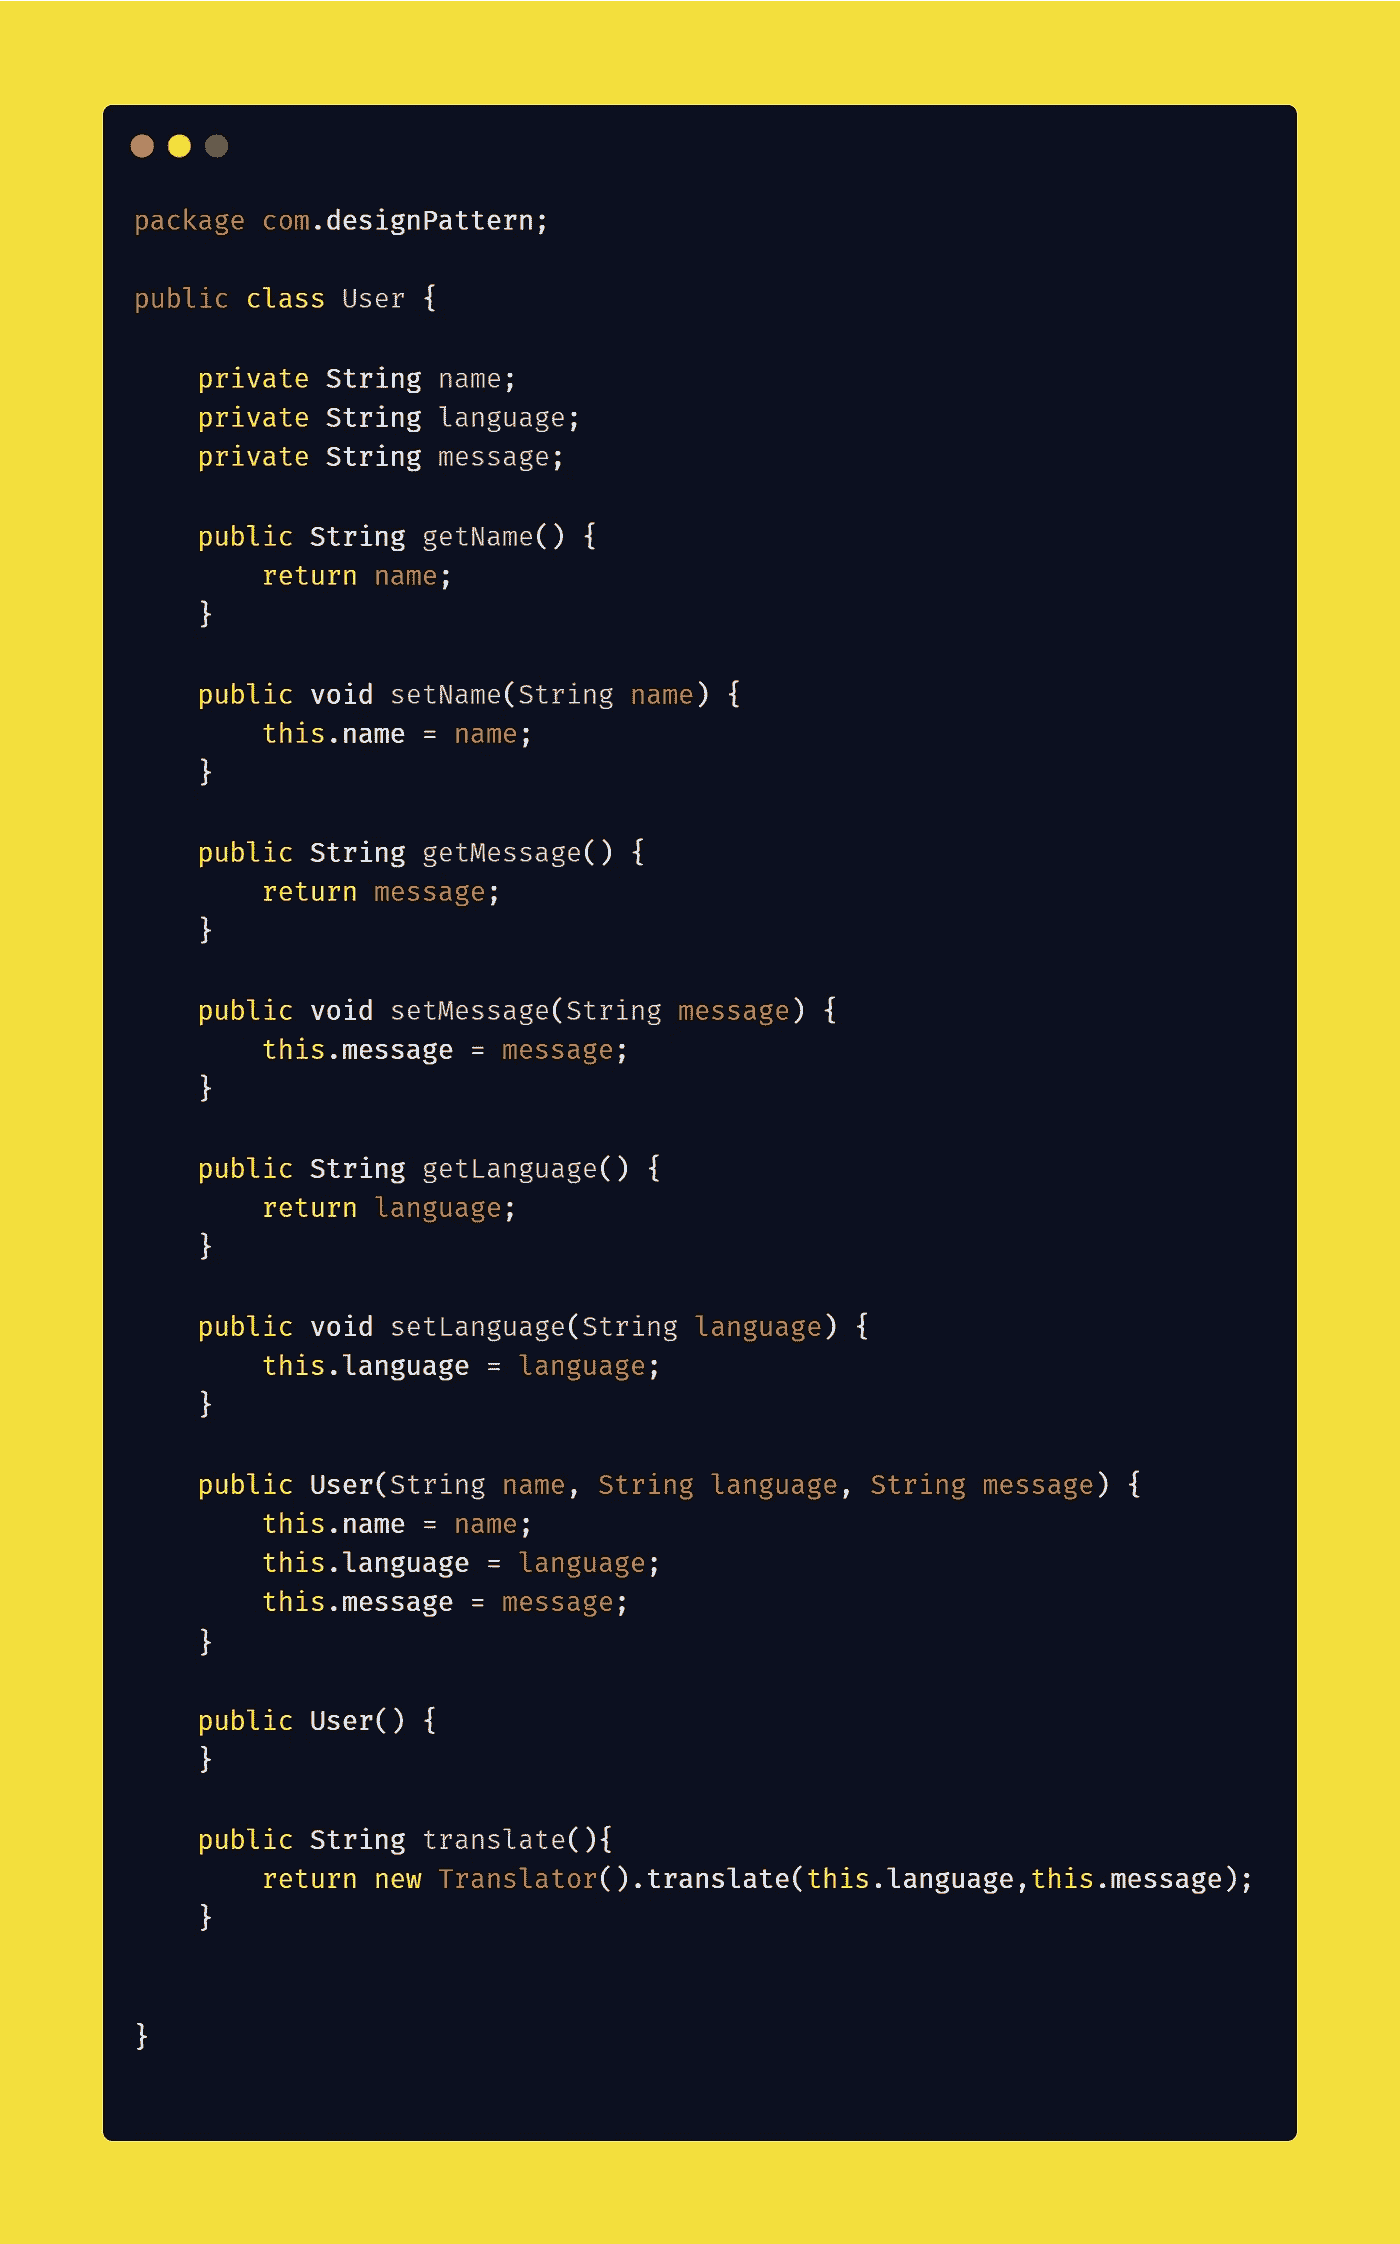 package com.designPattern;
public class User {
    private String name;
    private String language;
    private String message;
    public String getName() {
        return name;
    }
    public void setName(String name) {
        this.name = name;
    }
    public String getMessage() {
        return message;
    }
    public void setMessage(String message) {
        this.message = message;
    }
    public String getLanguage() {
        return language;
    }
    public void setLanguage(String language) {
        this.language = language;
    }
    public User(String name, String language, String message) {
        this.name = name;
        this.language = language;
        this.message = message;
    }
    public User() {
    }
    public String translate(){
        return new Translator().translate(this.language,this.message);
    }
}